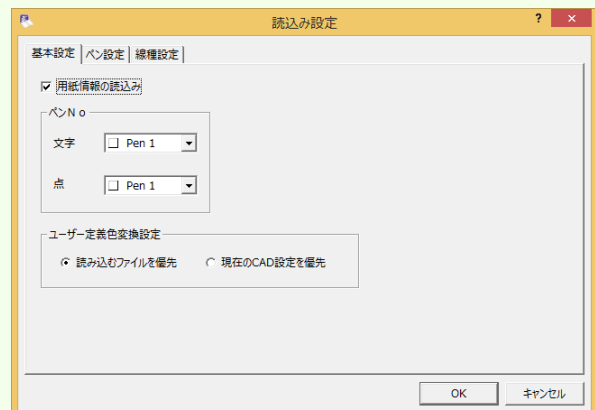 読込み設定
?
×
基本設定 ペン設定 線種設定
用紙情報の読込み
ペンNo
文字 Pen 1
点 Pen 1
ユーザー定義色変換設定
読み込むファイルを優先 現在のCAD設定を優先
OK キャンセル